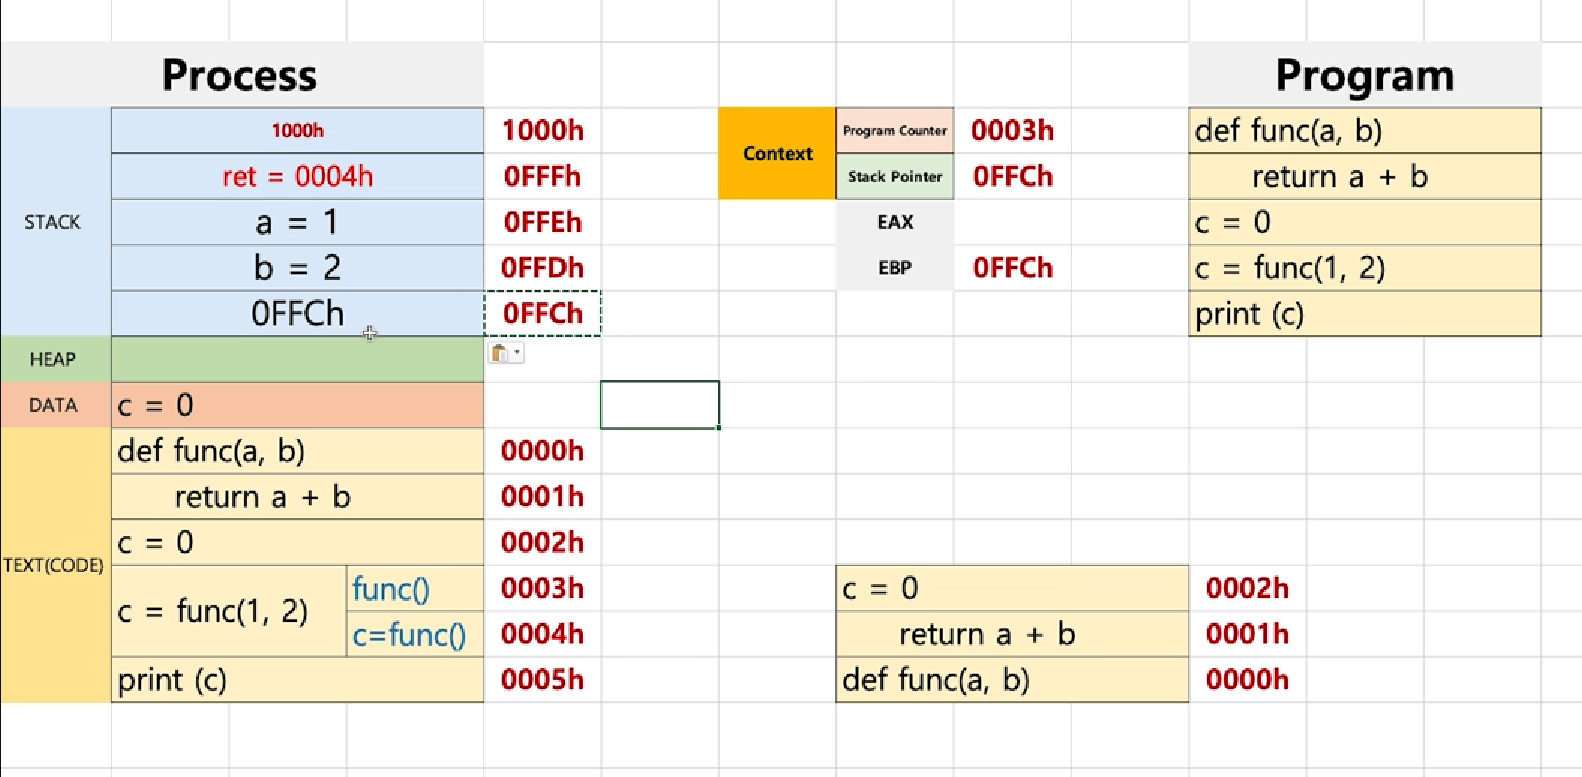 Process
Program
1000h 1000h
Context
Program Counter 0003h
def func(a, b)
ret = 0004h 0FFFh
Stack Pointer 0FFCh
return a + b
STACK
a = 1 0FFEh
EAX
c = 0
b = 2 0FFDh
EBP 0FFCh
c = func(1, 2)
0FFCh 0FFCh
print (c)
HEAP
DATA
c = 0
TEXT(CODE)
def func(a, b) 0000h
return a + b 0001h
c = 0 0002h
c = func(1, 2)
func() 0003h
c=func() 0004h
print (c) 0005h
c = 0 0002h
return a + b 0001h
def func(a, b) 0000h